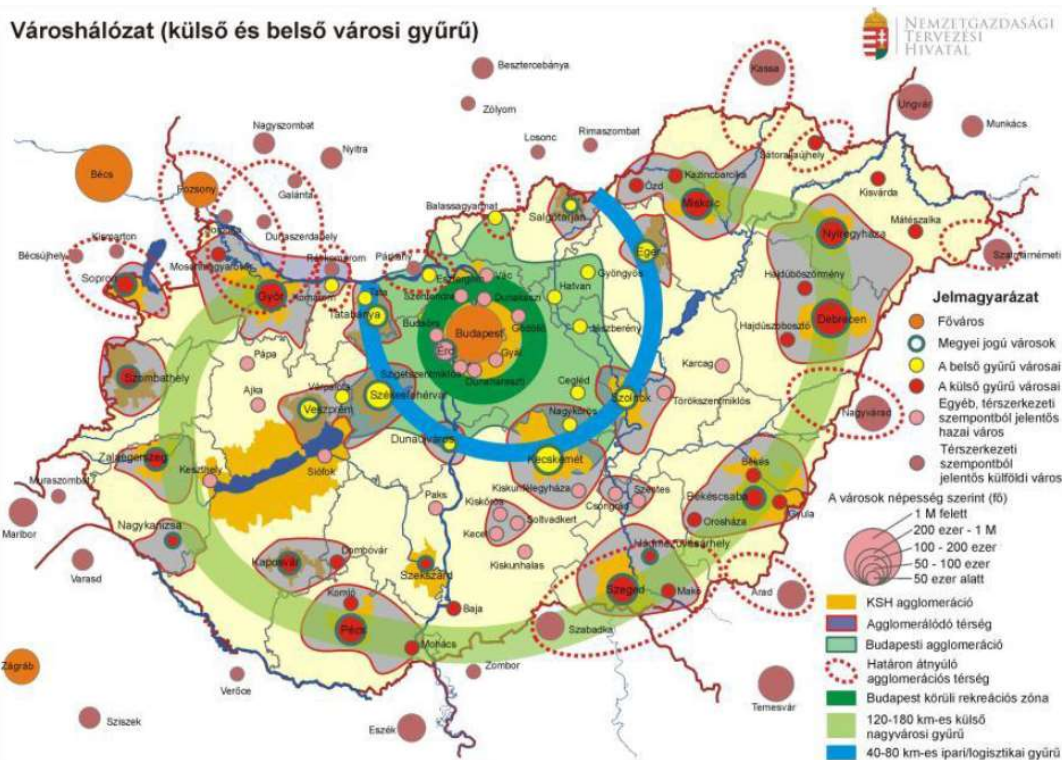 Városhálózat (külső és belső városi gyűrű)
NEMZETGAZDASÁGI
TERVEZÉSI
HIVATAL
Besztercebánya
Zólyom
Kassa
Ungvár
Munkács
Nagyszombat
Nyitra
Losonc
Rimaszombat
Sátoraljaújhely
Bécs
Pozsony
Galánta
Kazincbarcika
Ózd
Miskolc
Kisvárda
Balassagyarmat
Salgótarján
Dunaszerdahely
Kismarton
Bécsújhely
Mátészalka
Nyíregyháza
Eger
Párkány
Szatmárnémeti
Sopron
Mosonmagyaróvár
Győr
Komárom
Esztergom
Vác
Gyöngyös
Hajdúböszörmény
Tata
Tatabánya
Szentendre
Dunakeszi
Hatvan
Budapest
Gödöllő
Jászberény
Hajdúszoboszló
Debrecen
Budaörs
Érd
Gyál
Pápa
Szigetszentmiklós
Dunaharaszti
Karcag
Szombathely
Ajka
Várpalota
Székesfehérvár
Cegléd
Szolnok
Törökszentmiklós
Veszprém
Nagykőrös
Nagyvárad
Dunaújváros
Zalaegerszeg
Kecskemét
Keszthely
Siófok
Muraszombat
Békés
Kiskunfélegyháza
Szentes
Békéscsaba
Paks
Kiskőrös
Csongrád
Gyula
Maribor
Nagykanizsa
Soltvadkert
Orosháza
Kecel
Hódmezővásárhely
Varasd
Dombóvár
Kaposvár
Szekszárd
Kiskunhalas
Komló
Szeged
Makó
Arad
Baja
Pécs
Szabadka
Mohács
Zombor
Zágráb
Verőce
Temesvár
Sziszek
Eszék
Jelmagyarázat
Főváros
Megyei jogú városok
A belső gyűrű városai
A külső gyűrű városai
Egyéb, térszerkezeti
szempontból jelentős
hazai város
Térszerkezeti
szempontból
jelentős külföldi város
A városok népesség szerint (fő)
1 M felett
200 ezer - 1 M
100 - 200 ezer
50 - 100 ezer
50 ezer alatt
KSH agglomeráció
Agglomerálódó térség
Budapesti agglomeráció
Határon átnyúló
agglomerációs térség
Budapest körüli rekreációs zóna
120-180 km-es külső
nagyvárosi gyűrű
40-80 km-es ipari/logisztikai gyűrű